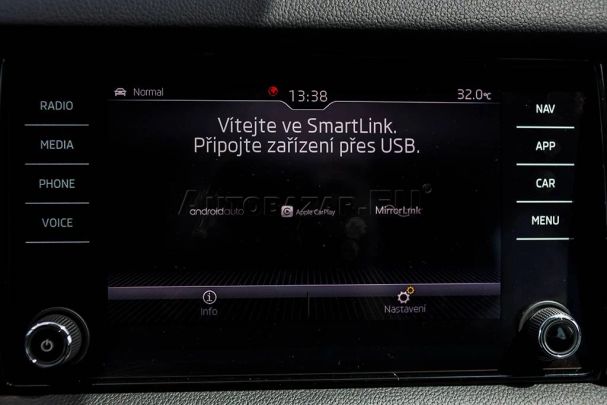 Normal
13:38
32.0°C
RADIO
MEDIA
PHONE
VOICE
Vítejte ve SmartLink.
Připojte zařízení přes USB.
NAV
APP
CAR
MENU
AUTOBAZAR.EU
androidauto
Apple CarPlay
MirrorLink
Info
Nastavení